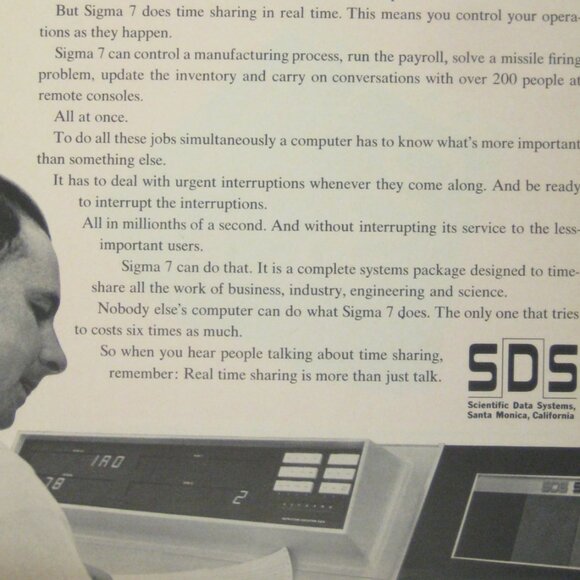 But Sigma 7 does time sharing in real time. This means you control your opera-
tions as they happen.
Sigma 7 can control a manufacturing process, run the payroll, solve a missile firing
problem, update the inventory and carry on conversations with over 200 people at
remote consoles.
All at once.
To do all these jobs simultaneously a computer has to know what's more important
than something else.
It has to deal with urgent interruptions whenever they come along. And be ready
to interrupt the interruptions.
All in millionths of a second. And without interrupting its service to the less-
important users.
Sigma 7 can do that. It is a complete systems package designed to time-
share all the work of business, industry, engineering and science.
Nobody else's computer can do what Sigma 7 does. The only one that tries
to costs six times as much.
So when you hear people talking about time sharing,
remember: Real time sharing is more than just talk.
SDS
Scientific Data Systems,
Santa Monica, California
IAO
78
2
SDS